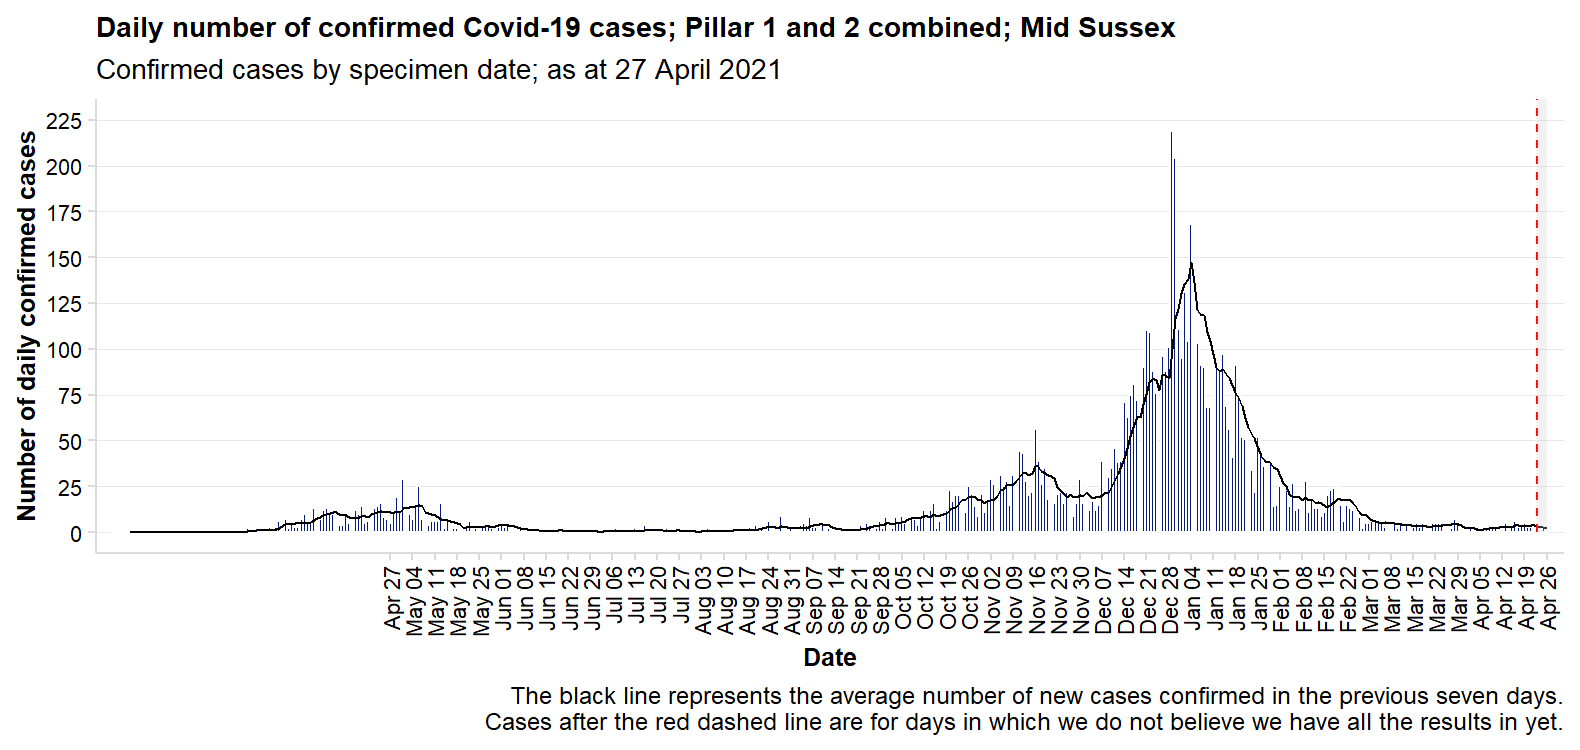 Daily number of confirmed Covid-19 cases; Pillar 1 and 2 combined; Mid Sussex
Confirmed cases by specimen date; as at 27 April 2021
Number of daily confirmed cases
225
200
175
150
125
100
75
50
25
0
Apr 27
May 04
May 11
May 18
May 25
Jun 01
Jun 08
Jun 15
Jun 22
Jun 29
Jul 06
Jul 13
Jul 20
Jul 27
Aug 03
Aug 10
Aug 17
Aug 24
Aug 31
Sep 07
Sep 14
Sep 21
Sep 28
Oct 05
Oct 12
Oct 19
Oct 26
Nov 02
Nov 09
Nov 16
Nov 23
Nov 30
Dec 07
Dec 14
Dec 21
Dec 28
Jan 04
Jan 11
Jan 18
Jan 25
Feb 01
Feb 08
Feb 15
Feb 22
Mar 01
Mar 08
Mar 15
Mar 22
Mar 29
Apr 05
Apr 12
Apr 19
Apr 26
Date
The black line represents the average number of new cases confirmed in the previous seven days.
Cases after the red dashed line are for days in which we do not believe we have all the results in yet.